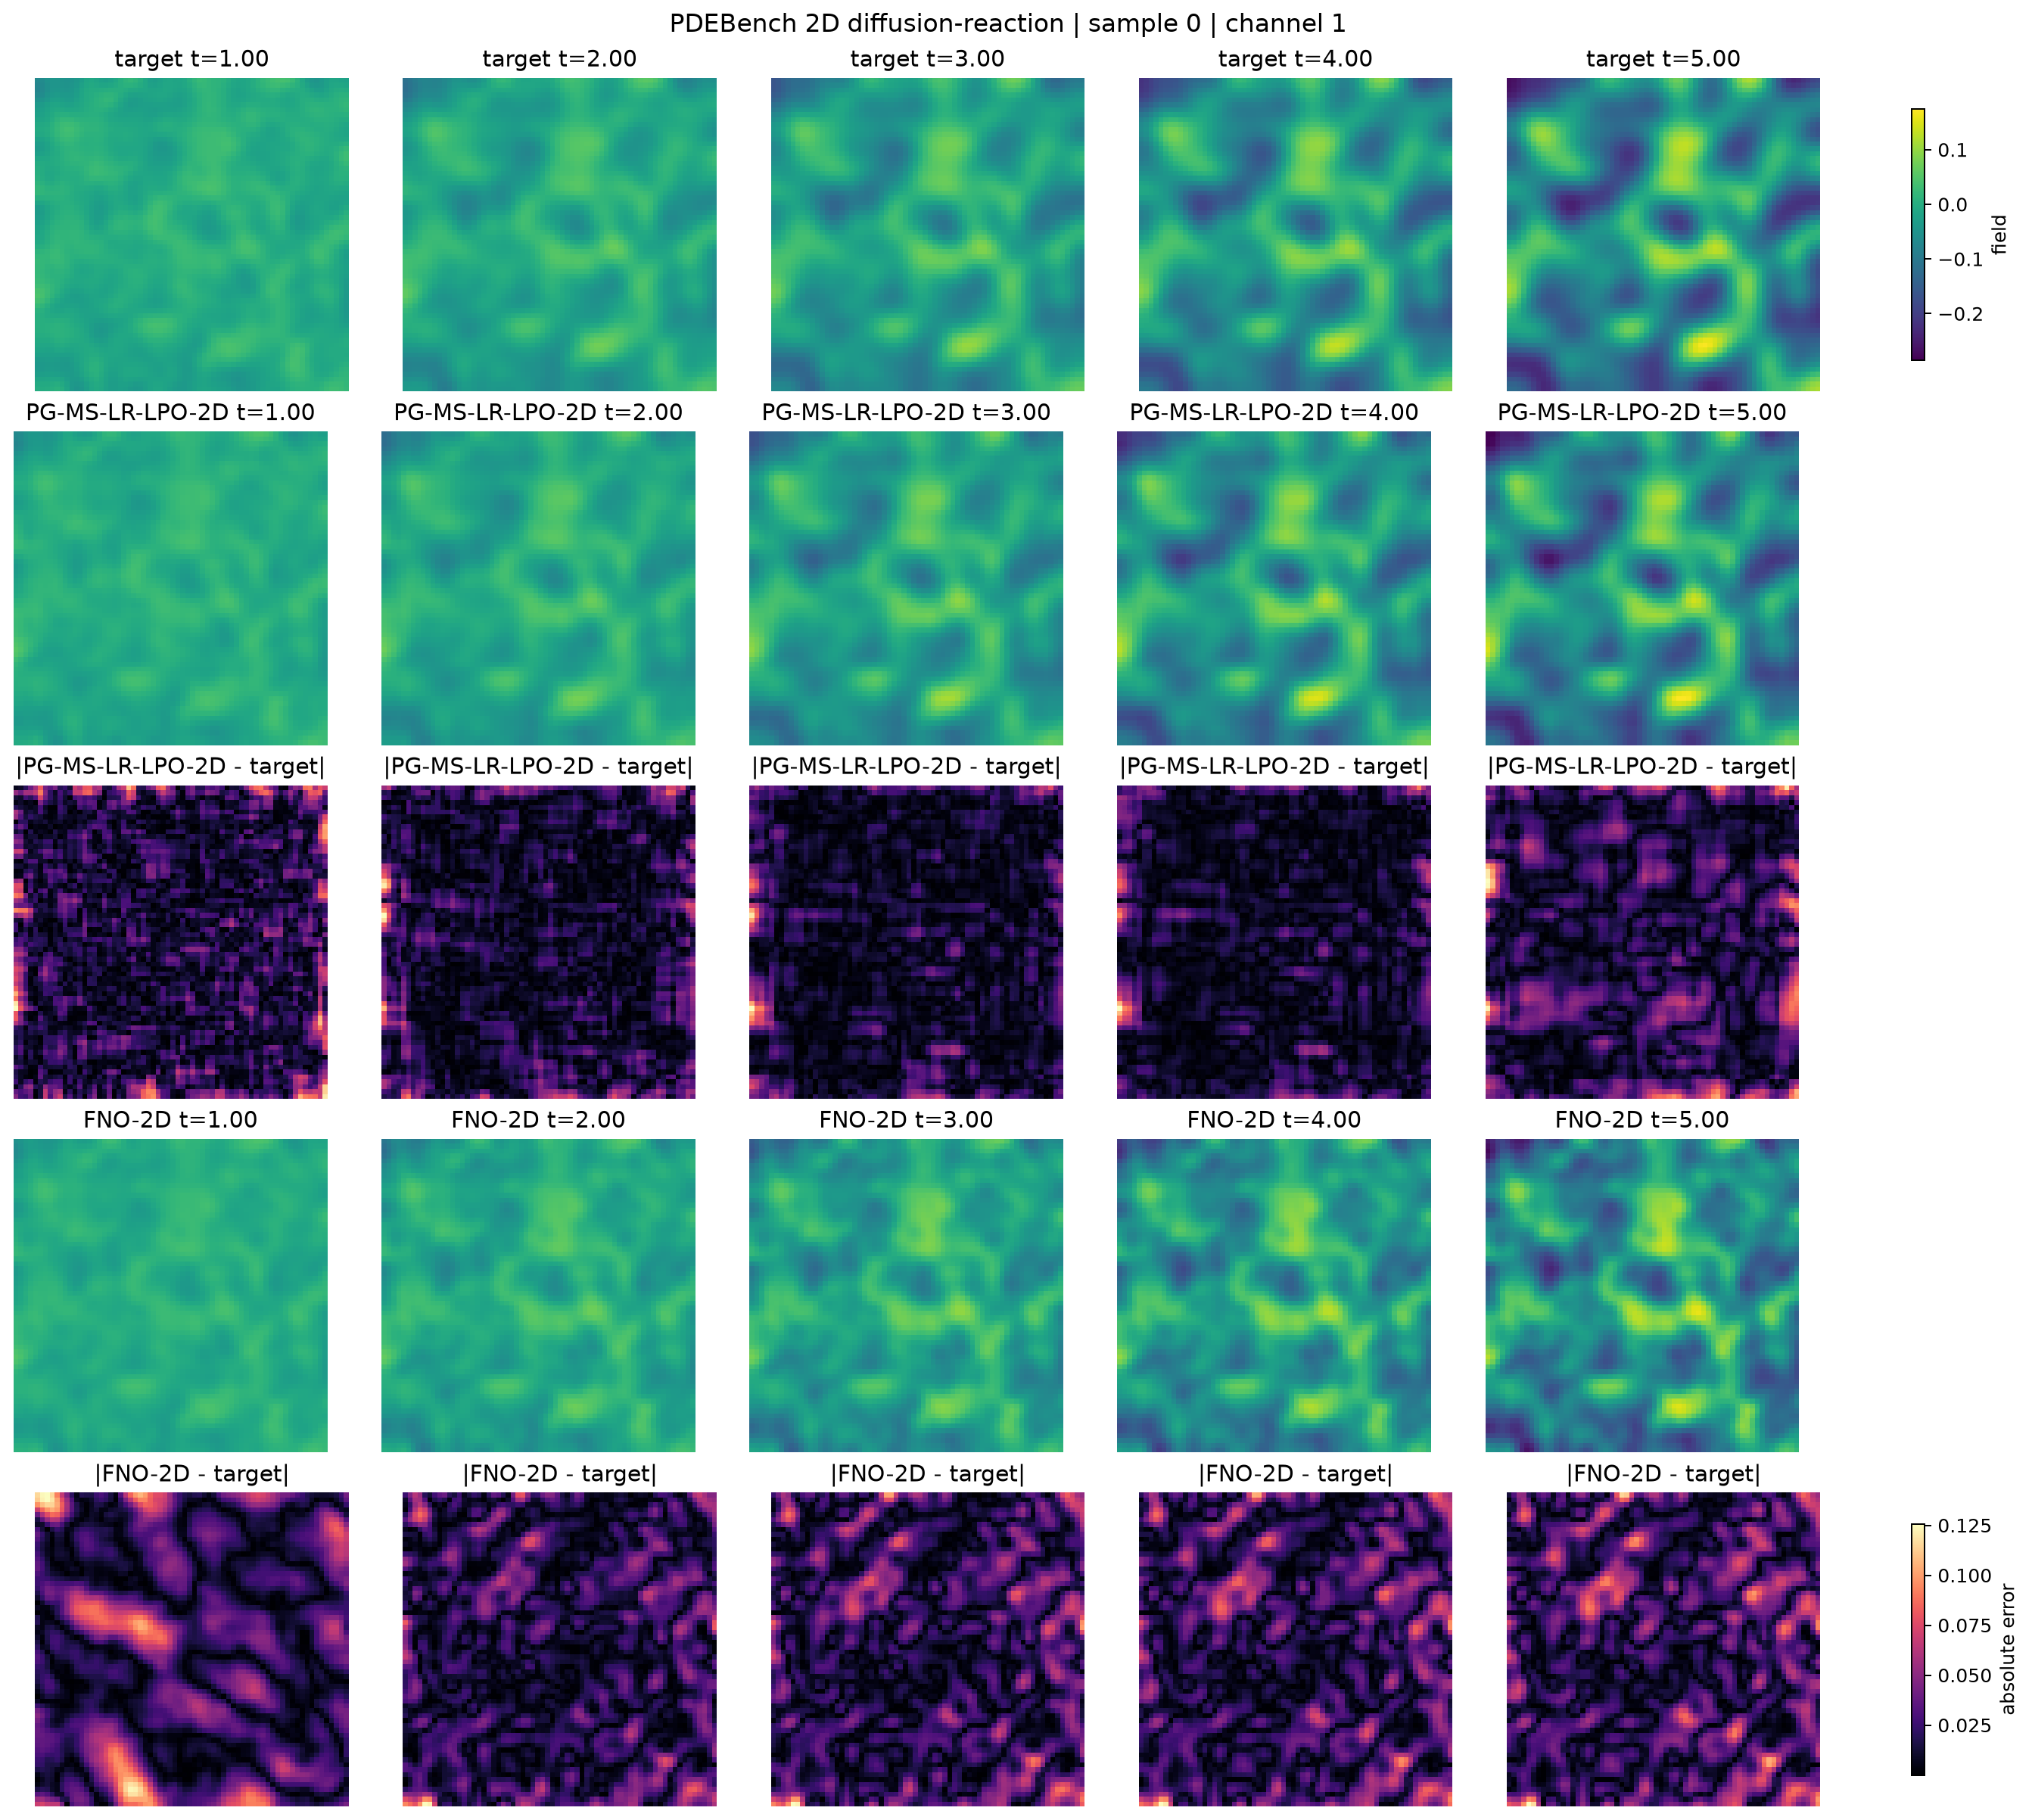 PDEBench 2D diffusion-reaction | sample 0 | channel 1
target t=1.00
target t=2.00
target t=3.00
target t=4.00
target t=5.00
0.1
0.0
−0.1
−0.2
field
PG-MS-LR-LPO-2D t=1.00
PG-MS-LR-LPO-2D t=2.00
PG-MS-LR-LPO-2D t=3.00
PG-MS-LR-LPO-2D t=4.00
PG-MS-LR-LPO-2D t=5.00
|PG-MS-LR-LPO-2D - target|
|PG-MS-LR-LPO-2D - target|
|PG-MS-LR-LPO-2D - target|
|PG-MS-LR-LPO-2D - target|
|PG-MS-LR-LPO-2D - target|
FNO-2D t=1.00
FNO-2D t=2.00
FNO-2D t=3.00
FNO-2D t=4.00
FNO-2D t=5.00
|FNO-2D - target|
|FNO-2D - target|
|FNO-2D - target|
|FNO-2D - target|
|FNO-2D - target|
0.125
0.100
0.075
0.050
0.025
absolute error